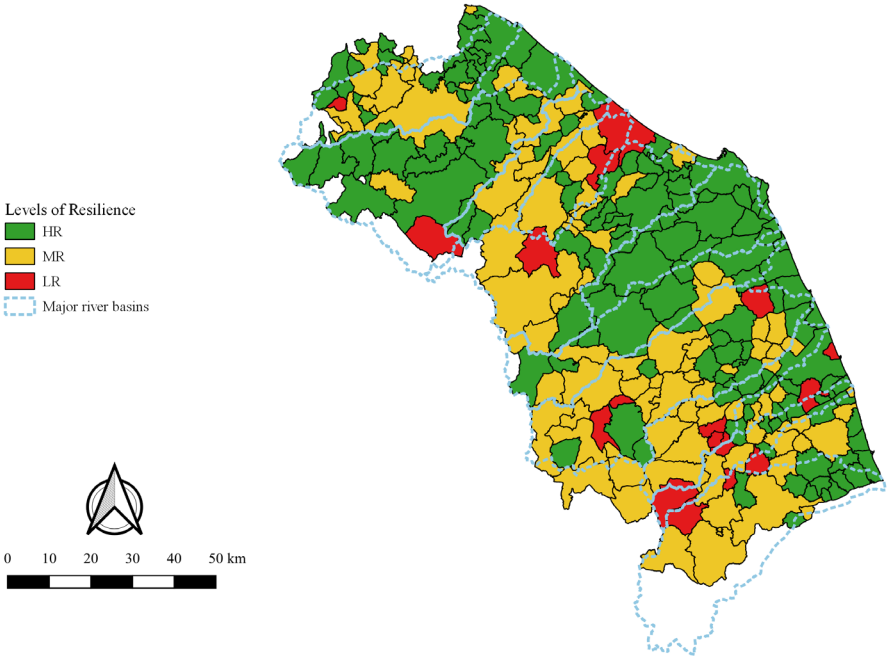 Levels of Resilience
HR
MR
LR
Major river basins
0 10 20 30 40 50 km